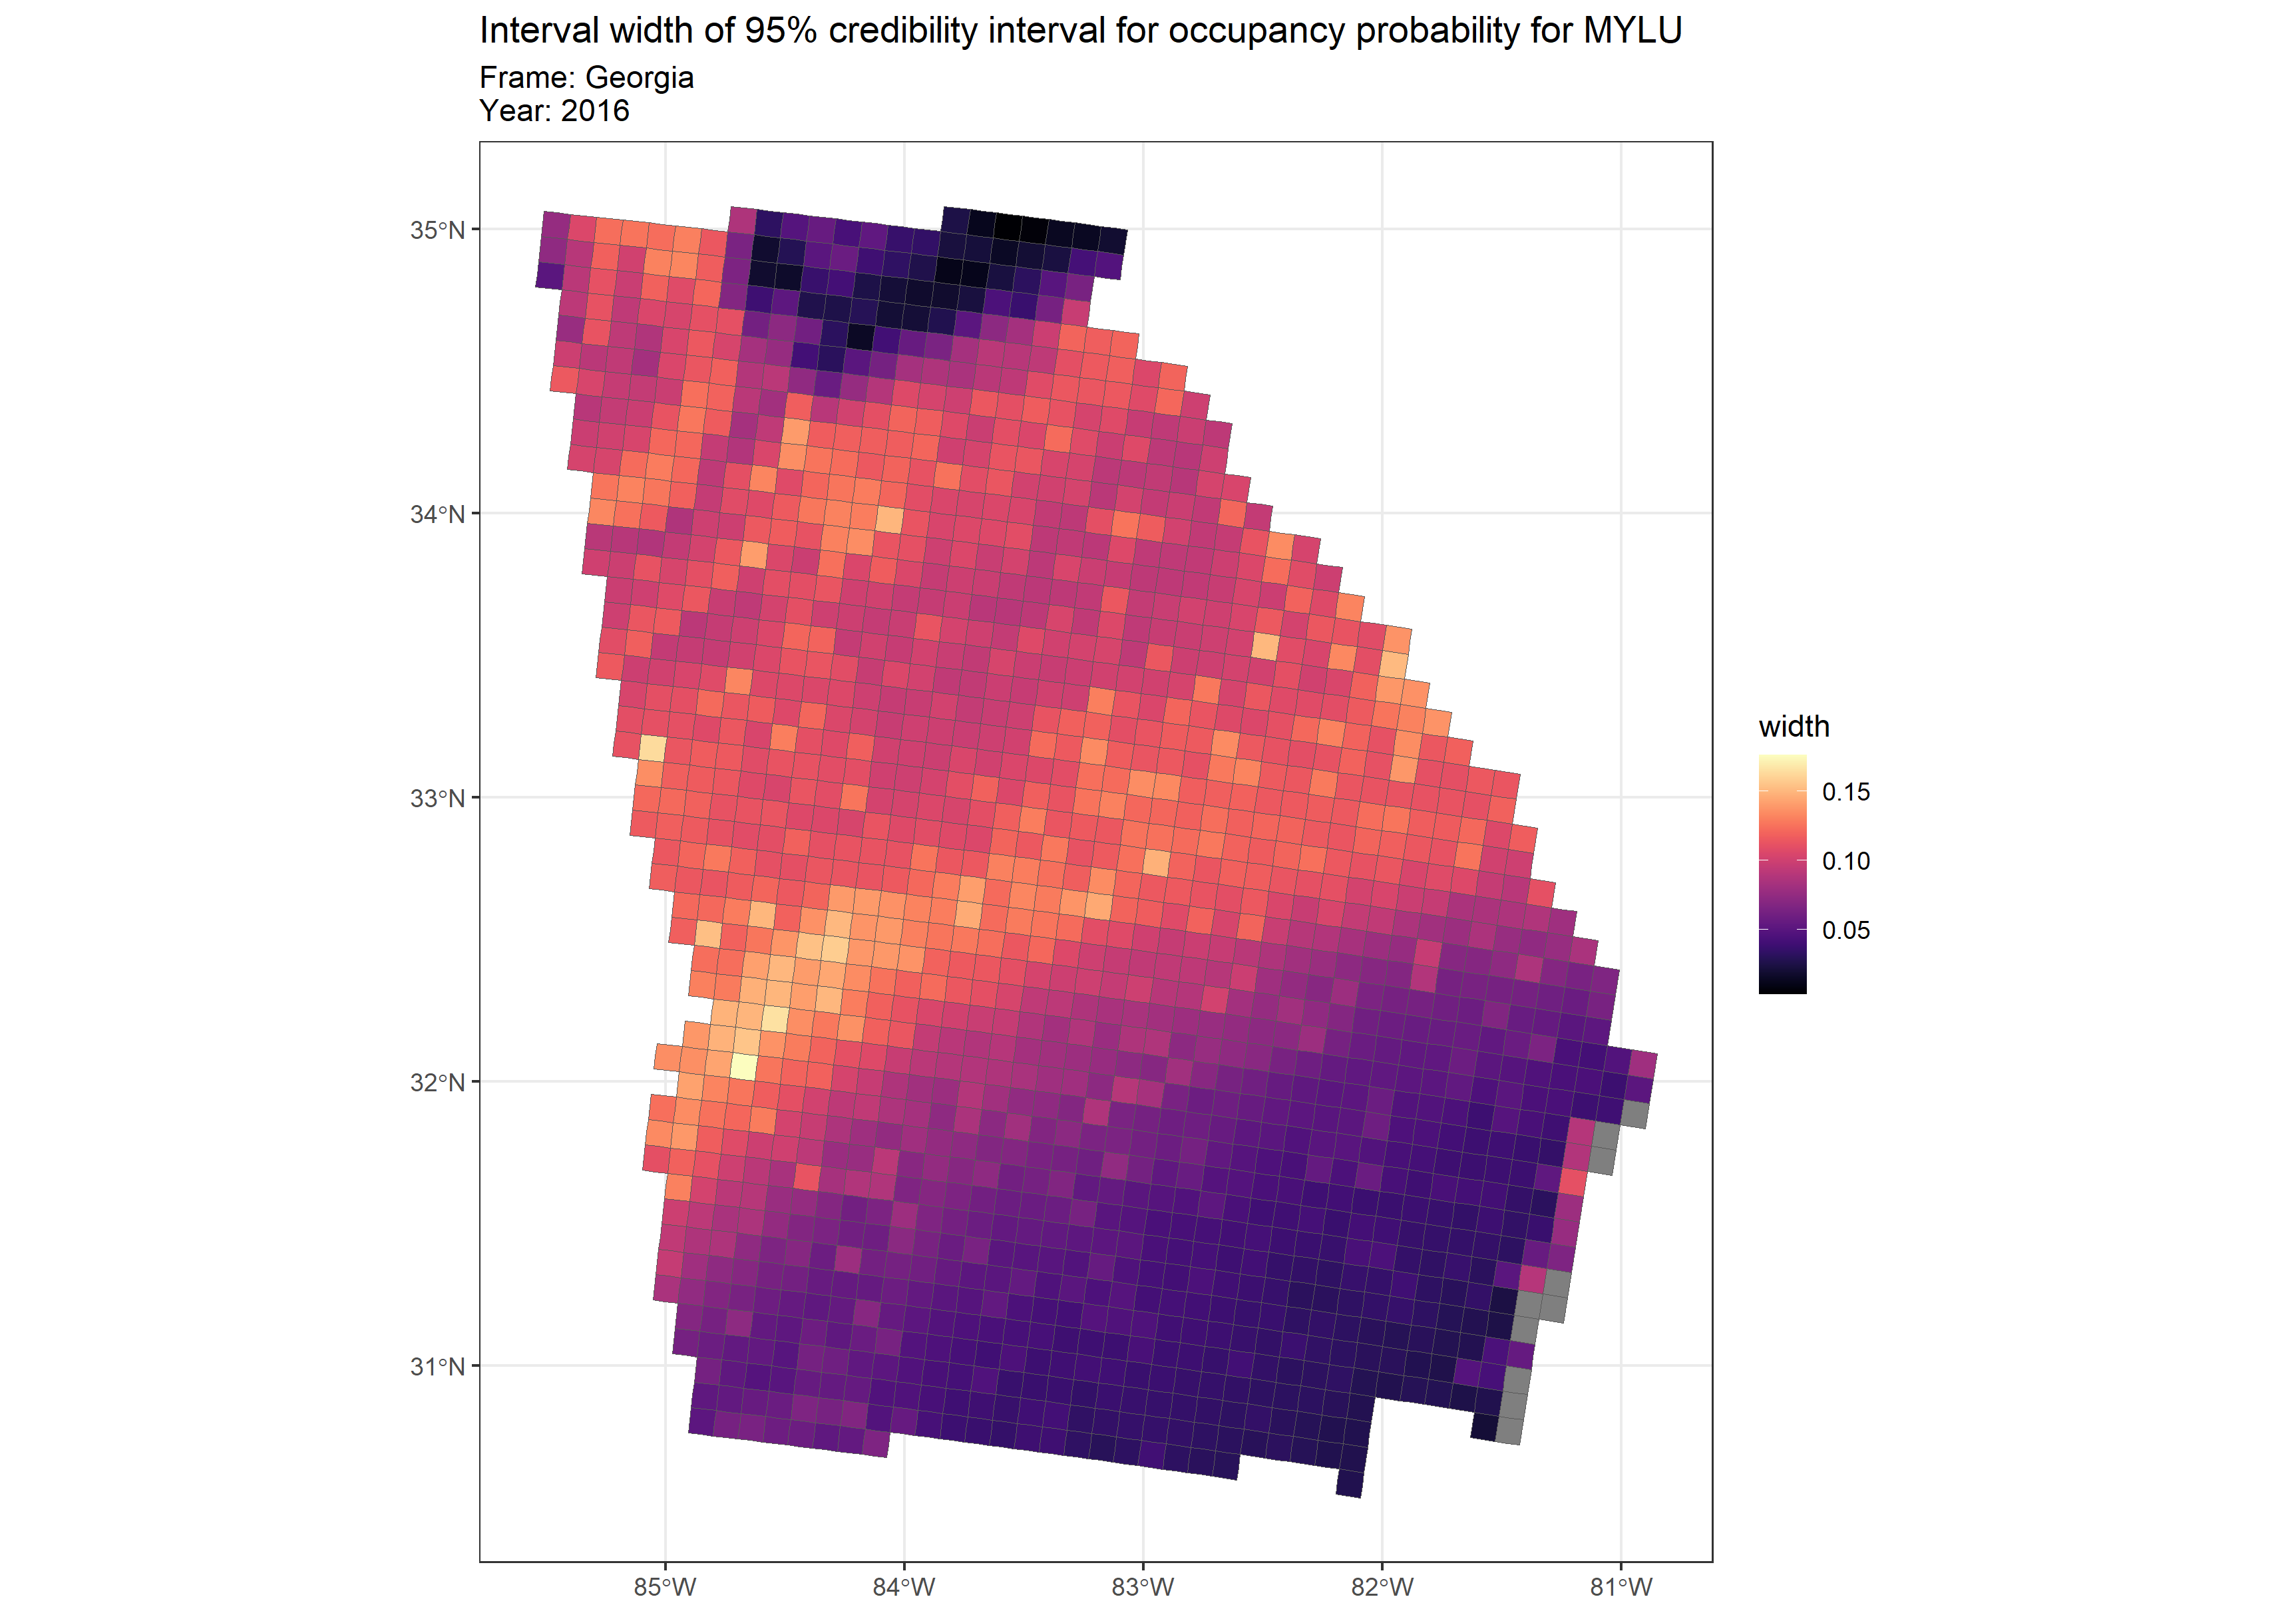 Interval width of 95% credibility interval for occupancy probability for MYLU
Frame: Georgia
Year: 2016
35°N
34°N
33°N
32°N
31°N
85°W
84°W
83°W
82°W
81°W
width
0.15
0.10
0.05